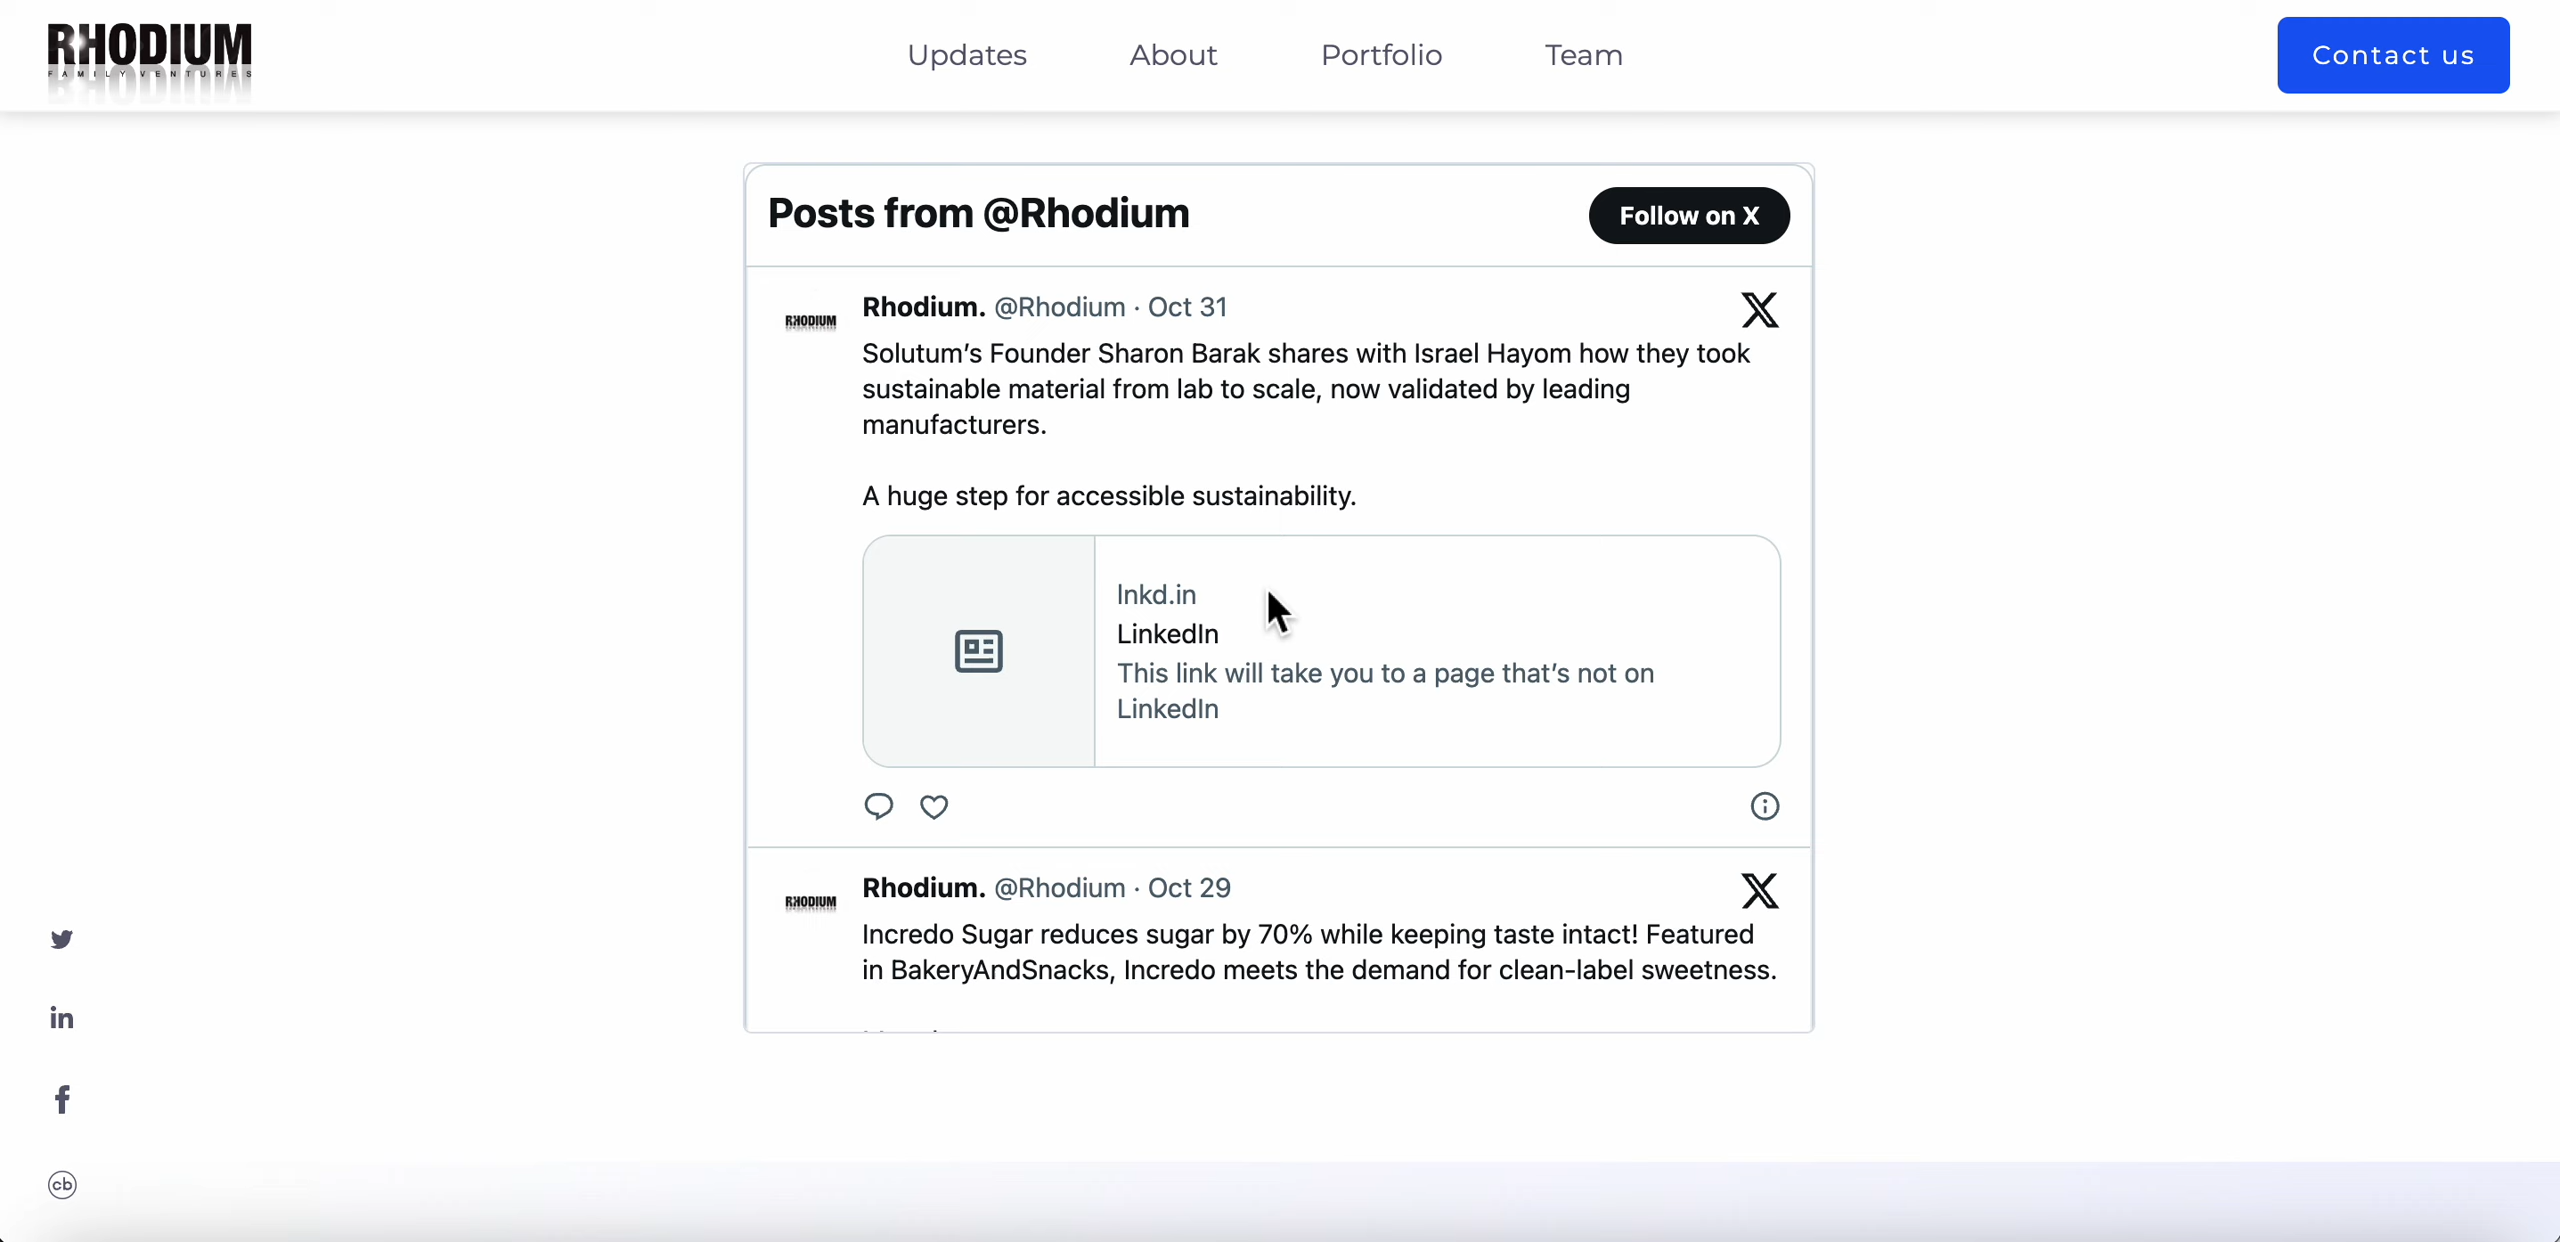 RHODIUM
FAMILY VENTURES
Updates
About
Portfolio
Team
Contact us
Posts from @Rhodium
Follow on X
RHODIUM
Rhodium. @Rhodium · Oct 31
Solutum’s Founder Sharon Barak shares with Israel Hayom how they took
sustainable material from lab to scale, now validated by leading
manufacturers.
A huge step for accessible sustainability.
lnkd.in
LinkedIn
This link will take you to a page that’s not on
LinkedIn
RHODIUM
Rhodium. @Rhodium · Oct 29
Incredo Sugar reduces sugar by 70% while keeping taste intact! Featured
in BakeryAndSnacks, Incredo meets the demand for clean-label sweetness.
in
f
cb